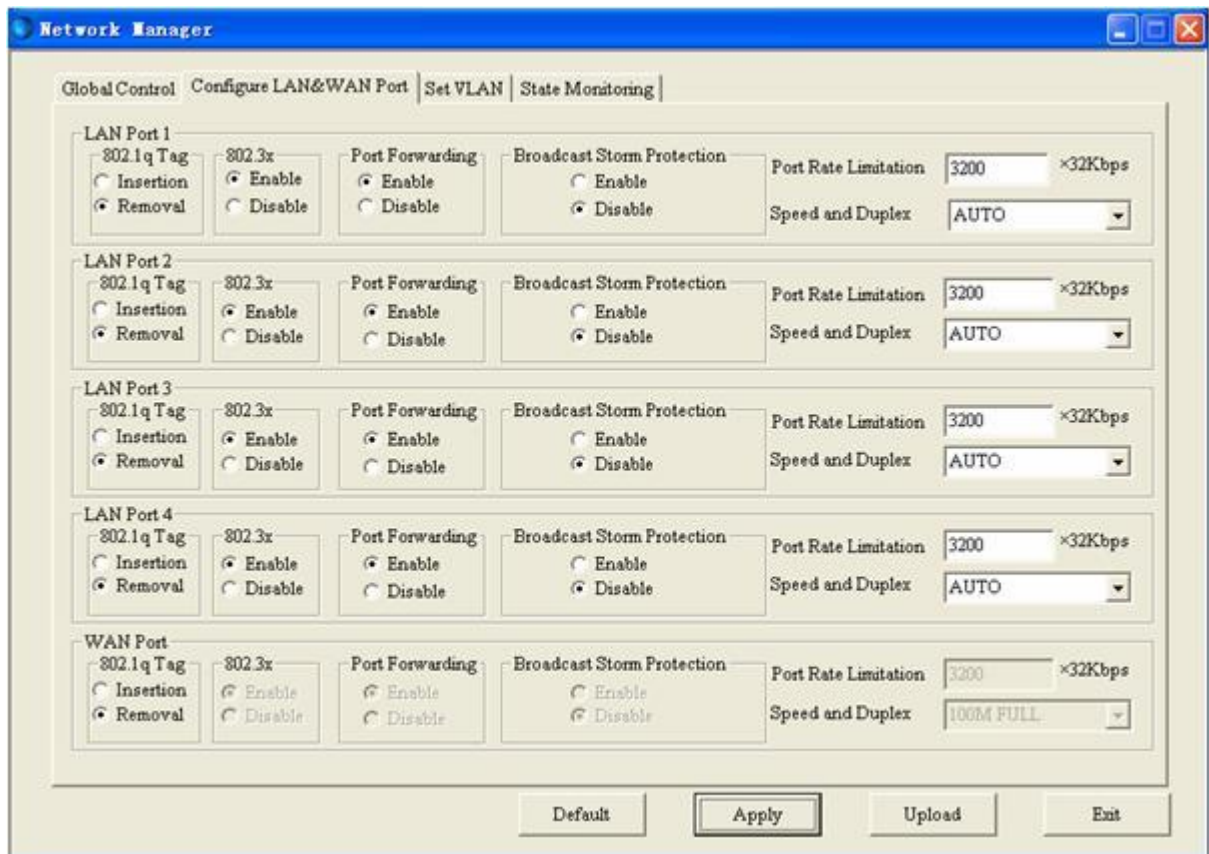 Network Manager
Global Control Configure LAN&WAN Port Set VLAN State Monitoring
LAN Port 1
802.1q Tag 802.3x Port Forwarding Broadcast Storm Protection
Insertion Enable Enable Enable Port Rate Limitation 3200 ×32Kbps
Removal Disable Disable Disable Speed and Duplex AUTO
LAN Port 2
802.1q Tag 802.3x Port Forwarding Broadcast Storm Protection
Insertion Enable Enable Enable Port Rate Limitation 3200 ×32Kbps
Removal Disable Disable Disable Speed and Duplex AUTO
LAN Port 3
802.1q Tag 802.3x Port Forwarding Broadcast Storm Protection
Insertion Enable Enable Enable Port Rate Limitation 3200 ×32Kbps
Removal Disable Disable Disable Speed and Duplex AUTO
LAN Port 4
802.1q Tag 802.3x Port Forwarding Broadcast Storm Protection
Insertion Enable Enable Enable Port Rate Limitation 3200 ×32Kbps
Removal Disable Disable Disable Speed and Duplex AUTO
WAN Port
802.1q Tag 802.3x Port Forwarding Broadcast Storm Protection
Insertion Enable Enable Enable Port Rate Limitation 3200 ×32Kbps
Removal Disable Disable Disable Speed and Duplex 100M FULL
Default Apply Upload Exit